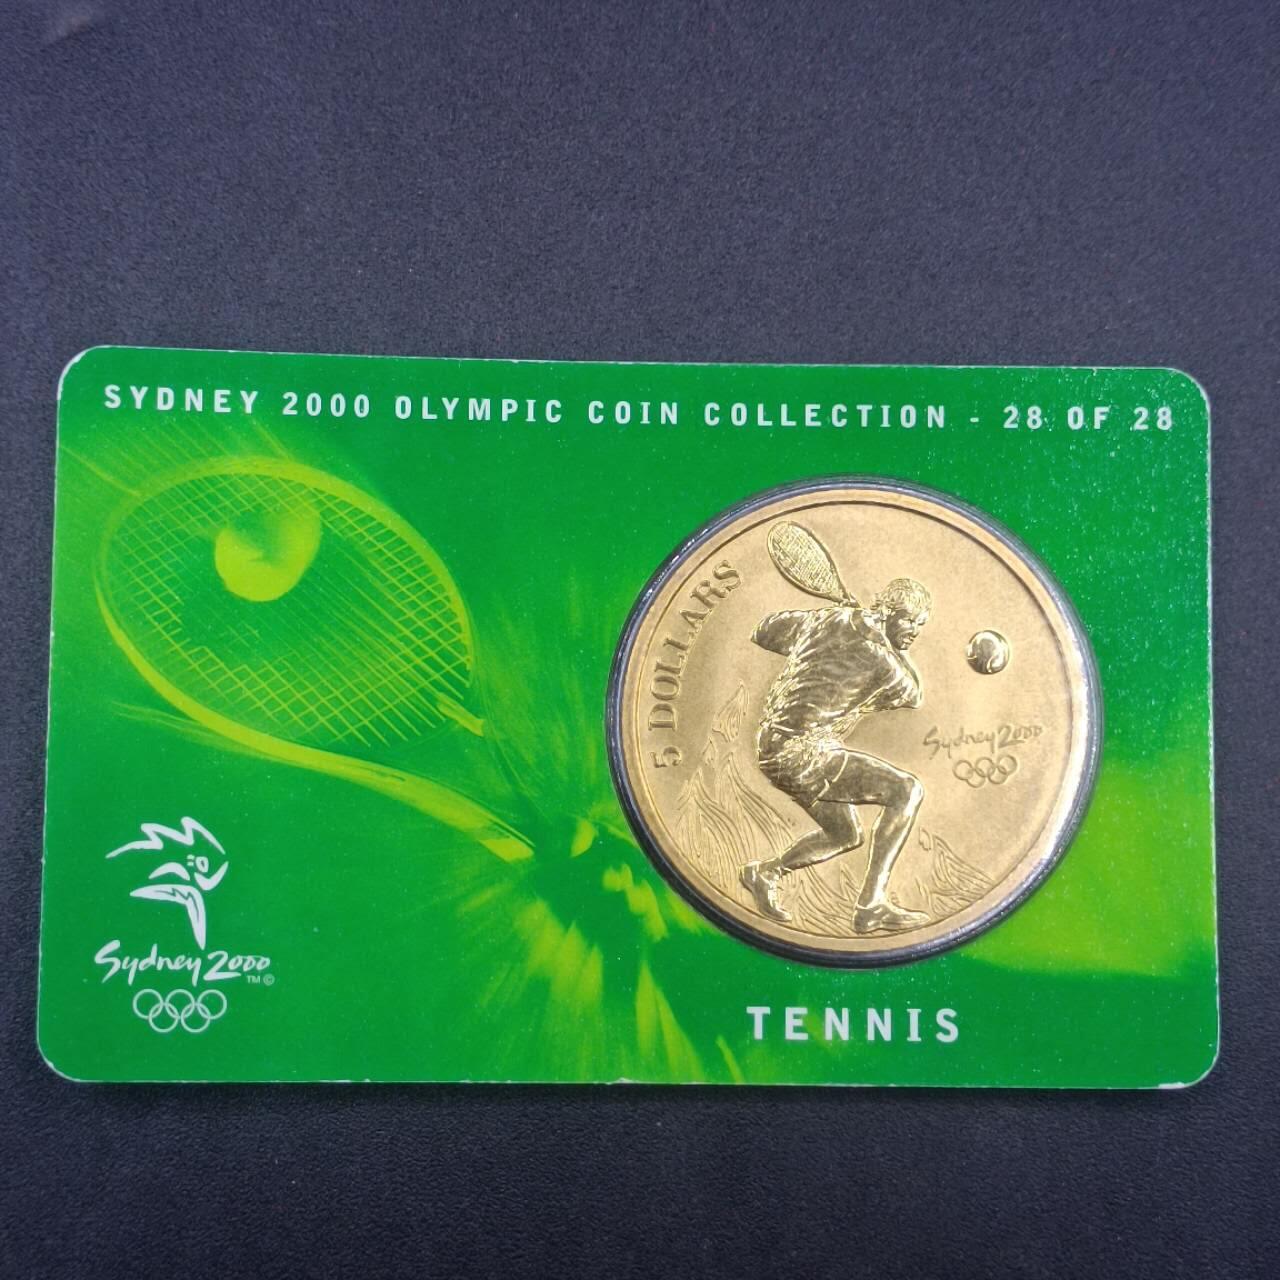 SYDNEY 2000 OLYMPIC COIN COLLECTION - 28 OF 28
5 DOLLARS
Sydney 2000
Sydney 2000 TM ©
TENNIS